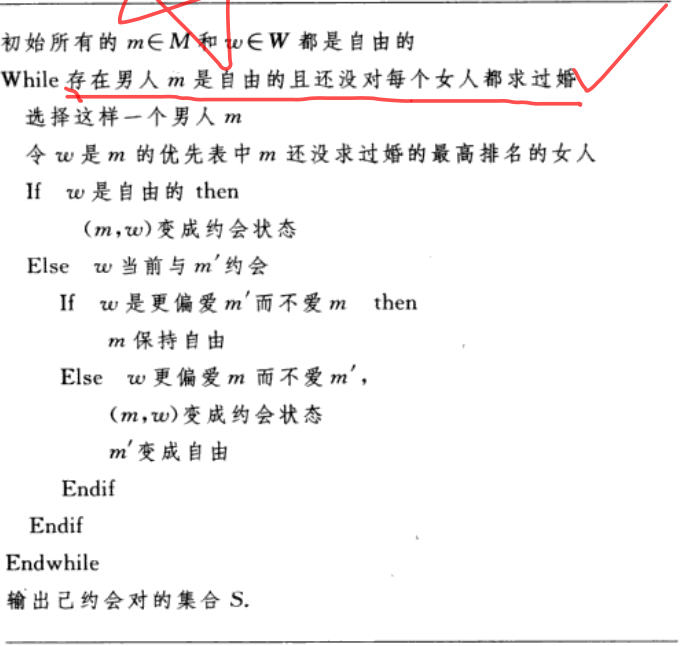 初始所有的 m∈M 和 w∈W 都是自由的
While 存在男人 m 是自由的且还没对每个女人都求过婚
选择这样一个男人 m
令 w 是 m 的优先表中 m 还没求过婚的最高排名的女人
If w 是自由的 then
(m,w)变成约会状态
Else w 当前与 m′约会
If w 是更偏爱 m′而不爱 m then
m 保持自由
Else w 更偏爱 m 而不爱 m′,
(m,w)变成约会状态
m′变成自由
Endif
Endif
Endwhile
输出已约会对的集合 S.